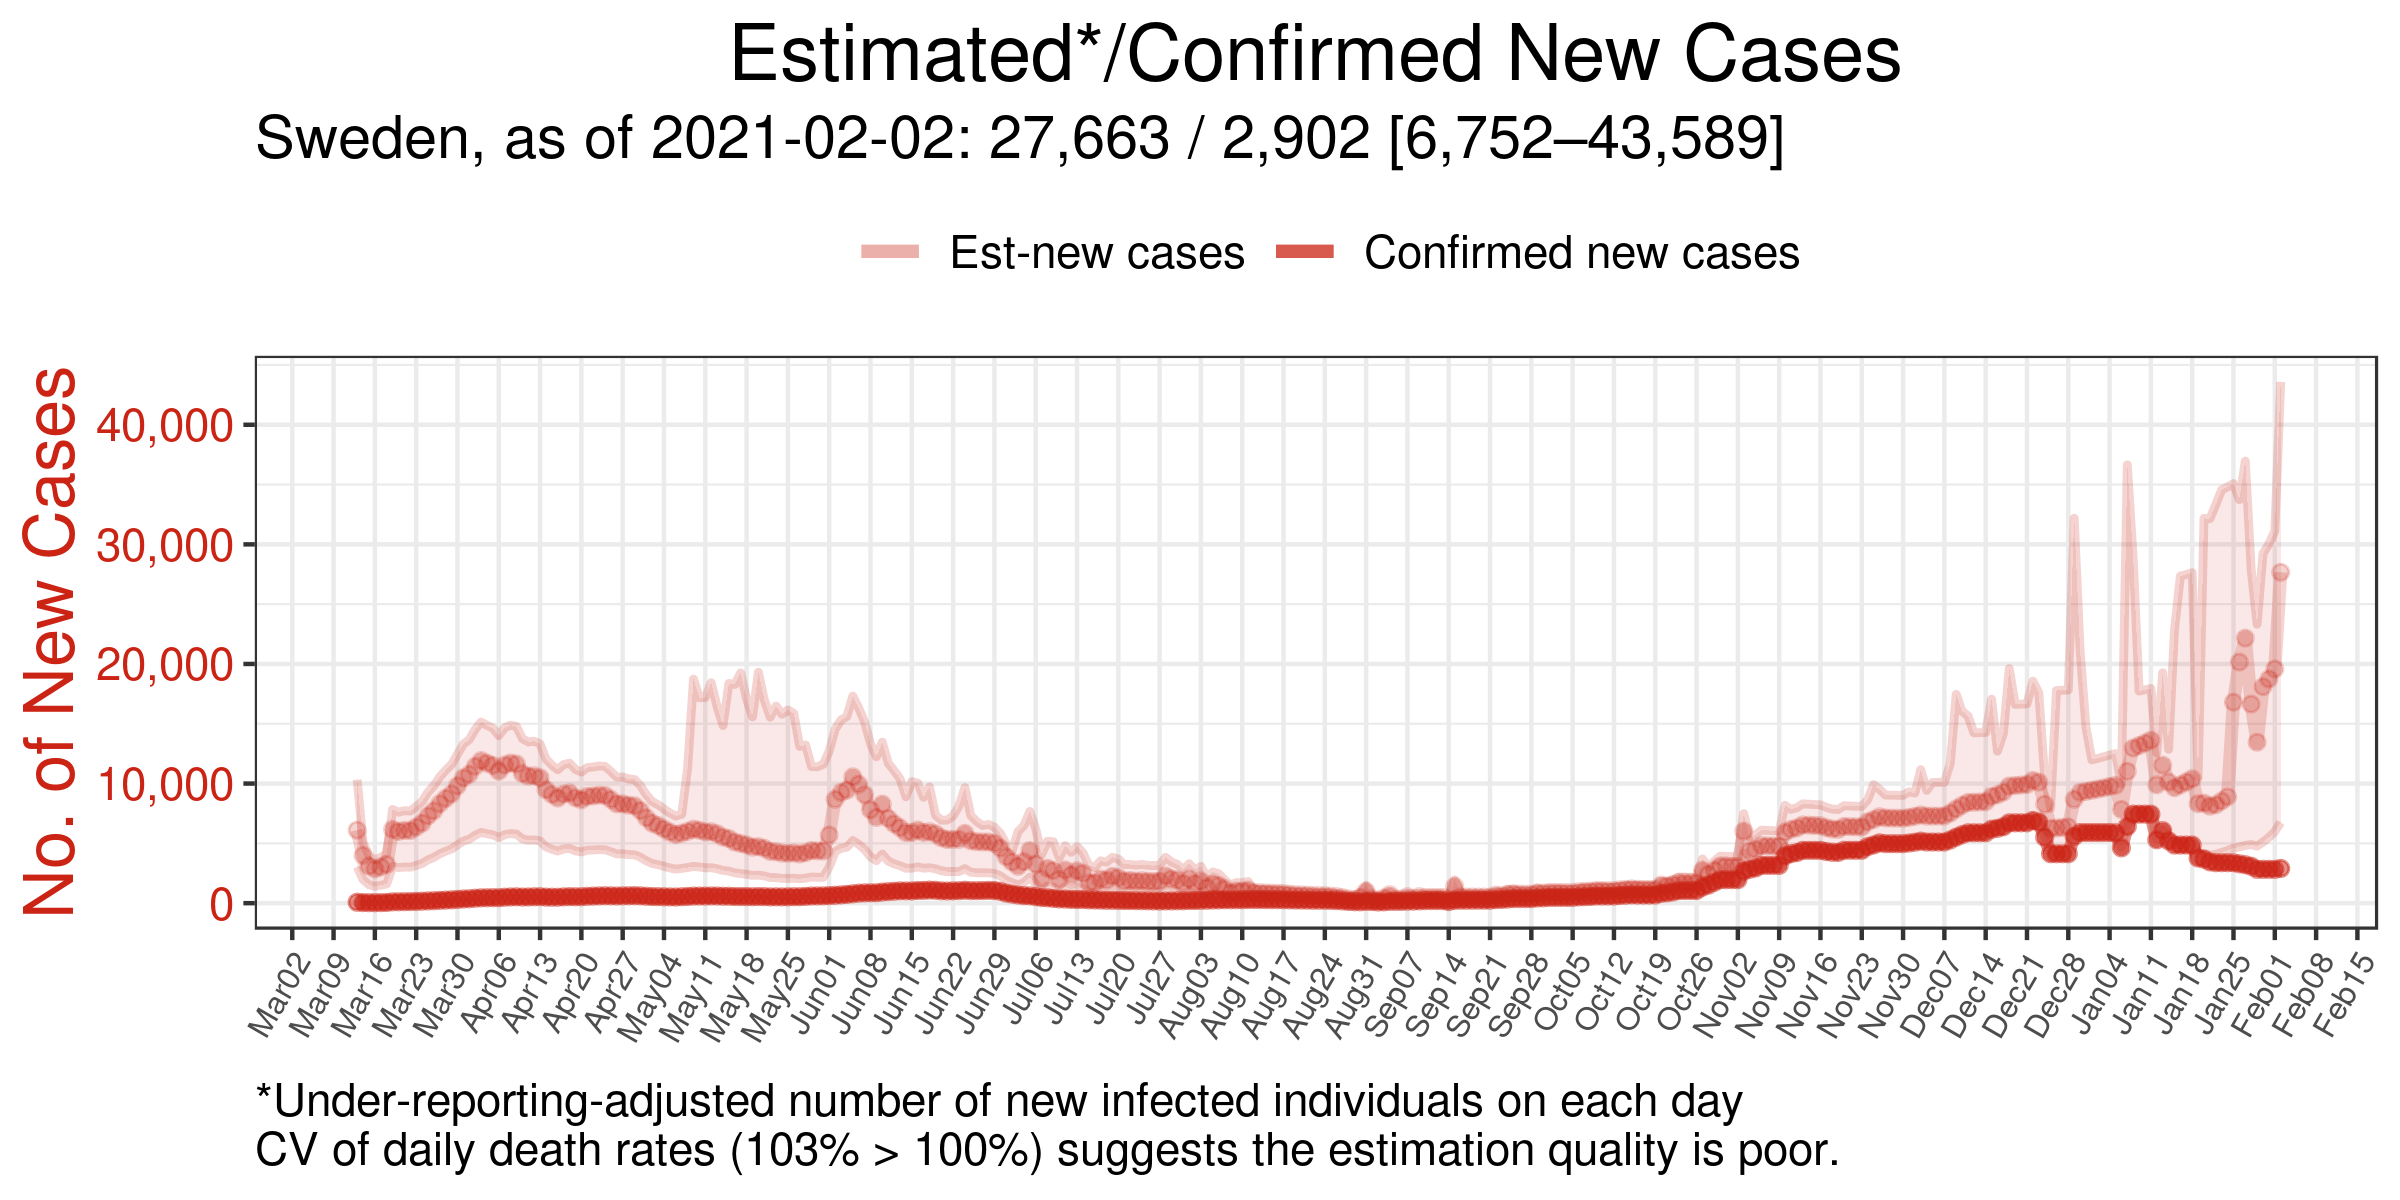 Estimated*/Confirmed New Cases
Sweden, as of 2021-02-02: 27,663 / 2,902 [6,752–43,589]
Est-new cases Confirmed new cases
No. of New Cases
40,000
30,000
20,000
10,000
0
Mar02 Mar09 Mar16 Mar23 Mar30 Apr06 Apr13 Apr20 Apr27 May04 May11 May18 May25 Jun01 Jun08 Jun15 Jun22 Jun29 Jul06 Jul13 Jul20 Jul27 Aug03 Aug10 Aug17 Aug24 Aug31 Sep07 Sep14 Sep21 Sep28 Oct05 Oct12 Oct19 Oct26 Nov02 Nov09 Nov16 Nov23 Nov30 Dec07 Dec14 Dec21 Dec28 Jan04 Jan11 Jan18 Jan25 Feb01 Feb08 Feb15
*Under-reporting-adjusted number of new infected individuals on each day
CV of daily death rates (103% > 100%) suggests the estimation quality is poor.